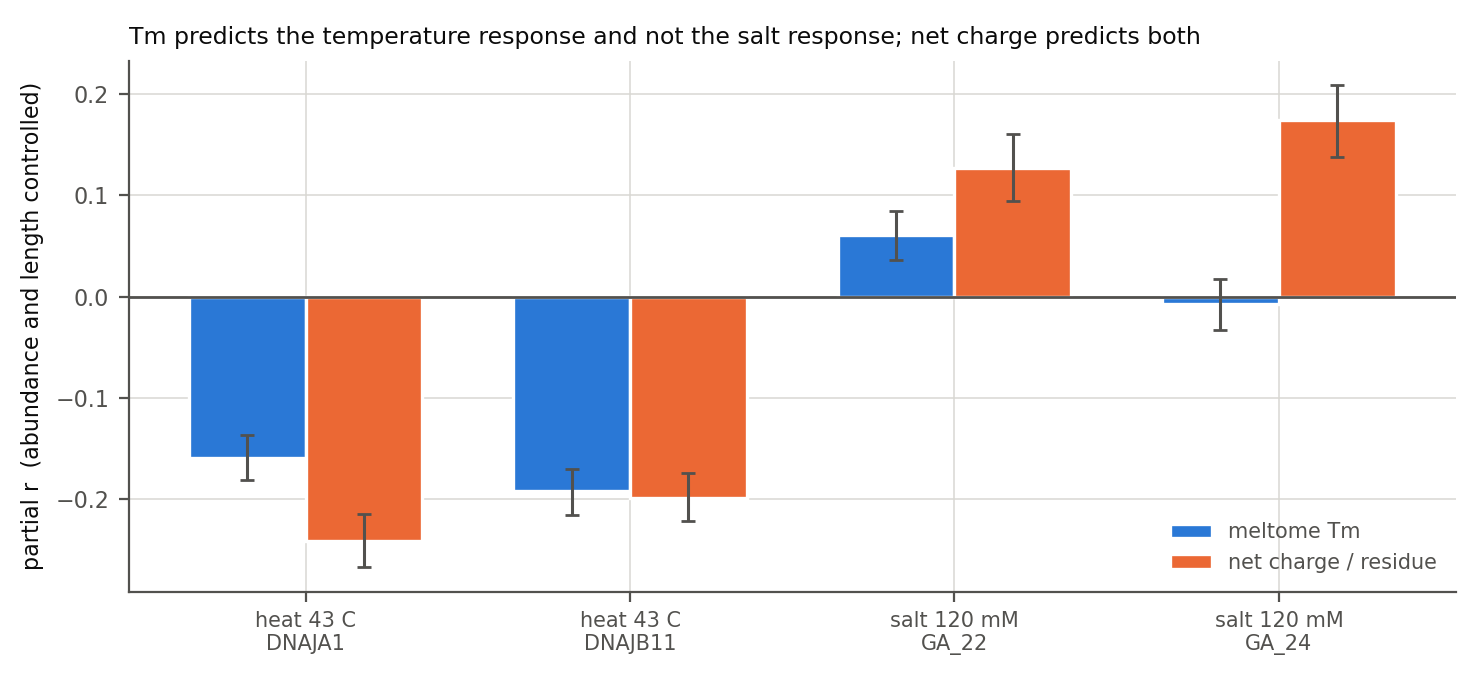 Tm predicts the temperature response and not the salt response; net charge predicts both
partial r  (abundance and length controlled)
0.2
0.1
0.0
−0.1
−0.2
meltome Tm
net charge / residue
heat 43 C
DNAJA1
heat 43 C
DNAJB11
salt 120 mM
GA_22
salt 120 mM
GA_24